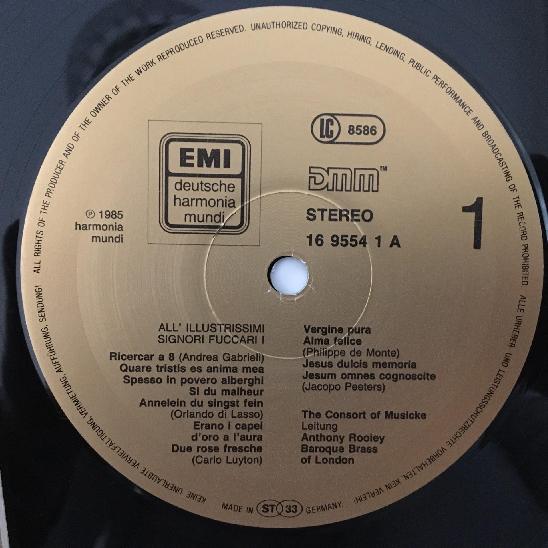 ALL RIGHTS OF THE PRODUCER AND OF THE OWNER OF THE WORK REPRODUCED RESERVED. UNAUTHORIZED COPYING, HIRING, LENDING, PUBLIC PERFORMANCE AND BROADCASTING OF THE RECORD PROHIBITED
LC 8586
EMI
deutsche
harmonia
mundi
DMM™
STEREO
16 9554 1 A
1
℗ 1985
harmonia
mundi
ALL' ILLUSTRISSIMI
SIGNORI FUCCARI I
Ricercar a 8 (Andrea Gabrieli)
Quare tristis es anima mea
Spesso in povero alberghi
Si du malheur
Annelein du singst fein
(Orlando di Lasso)
Erano i capei
d'oro a l'aura
Due rose fresche
(Carlo Luyton)
Vergine pura
Alma felice
(Philippe de Monte)
Jesus dulcis memoria
Jesum omnes cognoscite
(Jacopo Peeters)
The Consort of Musicke
Leitung
Anthony Rooley
Baroque Brass
of London
ALLE URHEBER UND LEISTUNGSSCHUTZRECHTE VORBEHALTEN KEIN VERLEIH!
KEINE UNERLAUBTE VERVIELFÄLTIGUNG, VERMIETUNG, AUFFÜHRUNG, SENDUNG!
MADE IN ST 33 GERMANY